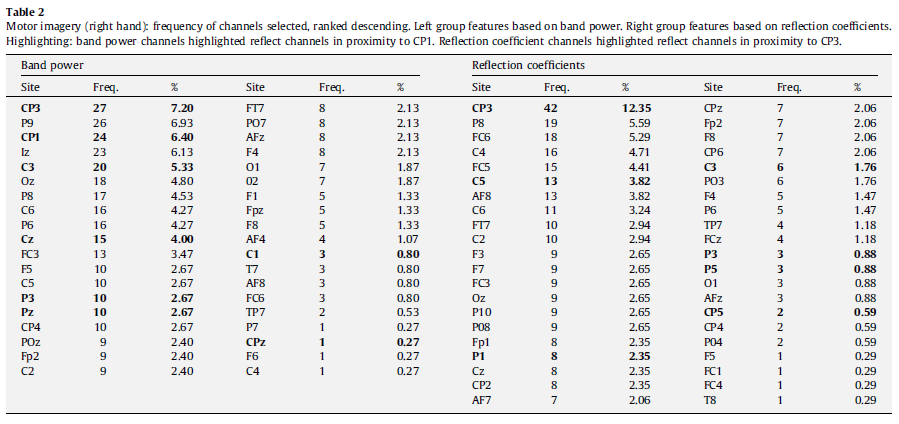 Table 2
Motor imagery (right hand): frequency of channels selected, ranked descending. Left group features based on band power. Right group features based on reflection coefficients.
Highlighting: band power channels highlighted reflect channels in proximity to CP1. Reflection coefficient channels highlighted reflect channels in proximity to CP3.
Band power Reflection coefficients
Site Freq. % Site Freq. % Site Freq. % Site Freq. %
CP3 27 7.20 FT7 8 2.13 CP3 42 12.35 CPz 7 2.06
P9 26 6.93 PO7 8 2.13 P8 19 5.59 Fp2 7 2.06
CP1 24 6.40 AFz 8 2.13 FC6 18 5.29 F8 7 2.06
Iz 23 6.13 F4 8 2.13 C4 16 4.71 CP6 7 2.06
C3 20 5.33 O1 7 1.87 FC5 15 4.41 C3 6 1.76
Oz 18 4.80 02 7 1.87 C5 13 3.82 PO3 6 1.76
P8 17 4.53 F1 5 1.33 AF8 13 3.82 F4 5 1.47
C6 16 4.27 Fpz 5 1.33 C6 11 3.24 P6 5 1.47
P6 16 4.27 F8 5 1.33 FT7 10 2.94 TP7 4 1.18
Cz 15 4.00 AF4 4 1.07 C2 10 2.94 FCz 4 1.18
FC3 13 3.47 C1 3 0.80 F3 9 2.65 P3 3 0.88
F5 10 2.67 T7 3 0.80 F7 9 2.65 P5 3 0.88
C5 10 2.67 AF8 3 0.80 FC3 9 2.65 O1 3 0.88
P3 10 2.67 FC6 3 0.80 Oz 9 2.65 AFz 3 0.88
Pz 10 2.67 TP7 2 0.53 P10 9 2.65 CP5 2 0.59
CP4 10 2.67 P7 1 0.27 P08 9 2.65 CP4 2 0.59
POz 9 2.40 CPz 1 0.27 Fp1 8 2.35 P04 2 0.59
Fp2 9 2.40 F6 1 0.27 P1 8 2.35 F5 1 0.29
C2 9 2.40 C4 1 0.27 Cz 8 2.35 FC1 1 0.29
CP2 8 2.35 FC4 1 0.29
AF7 7 2.06 T8 1 0.29